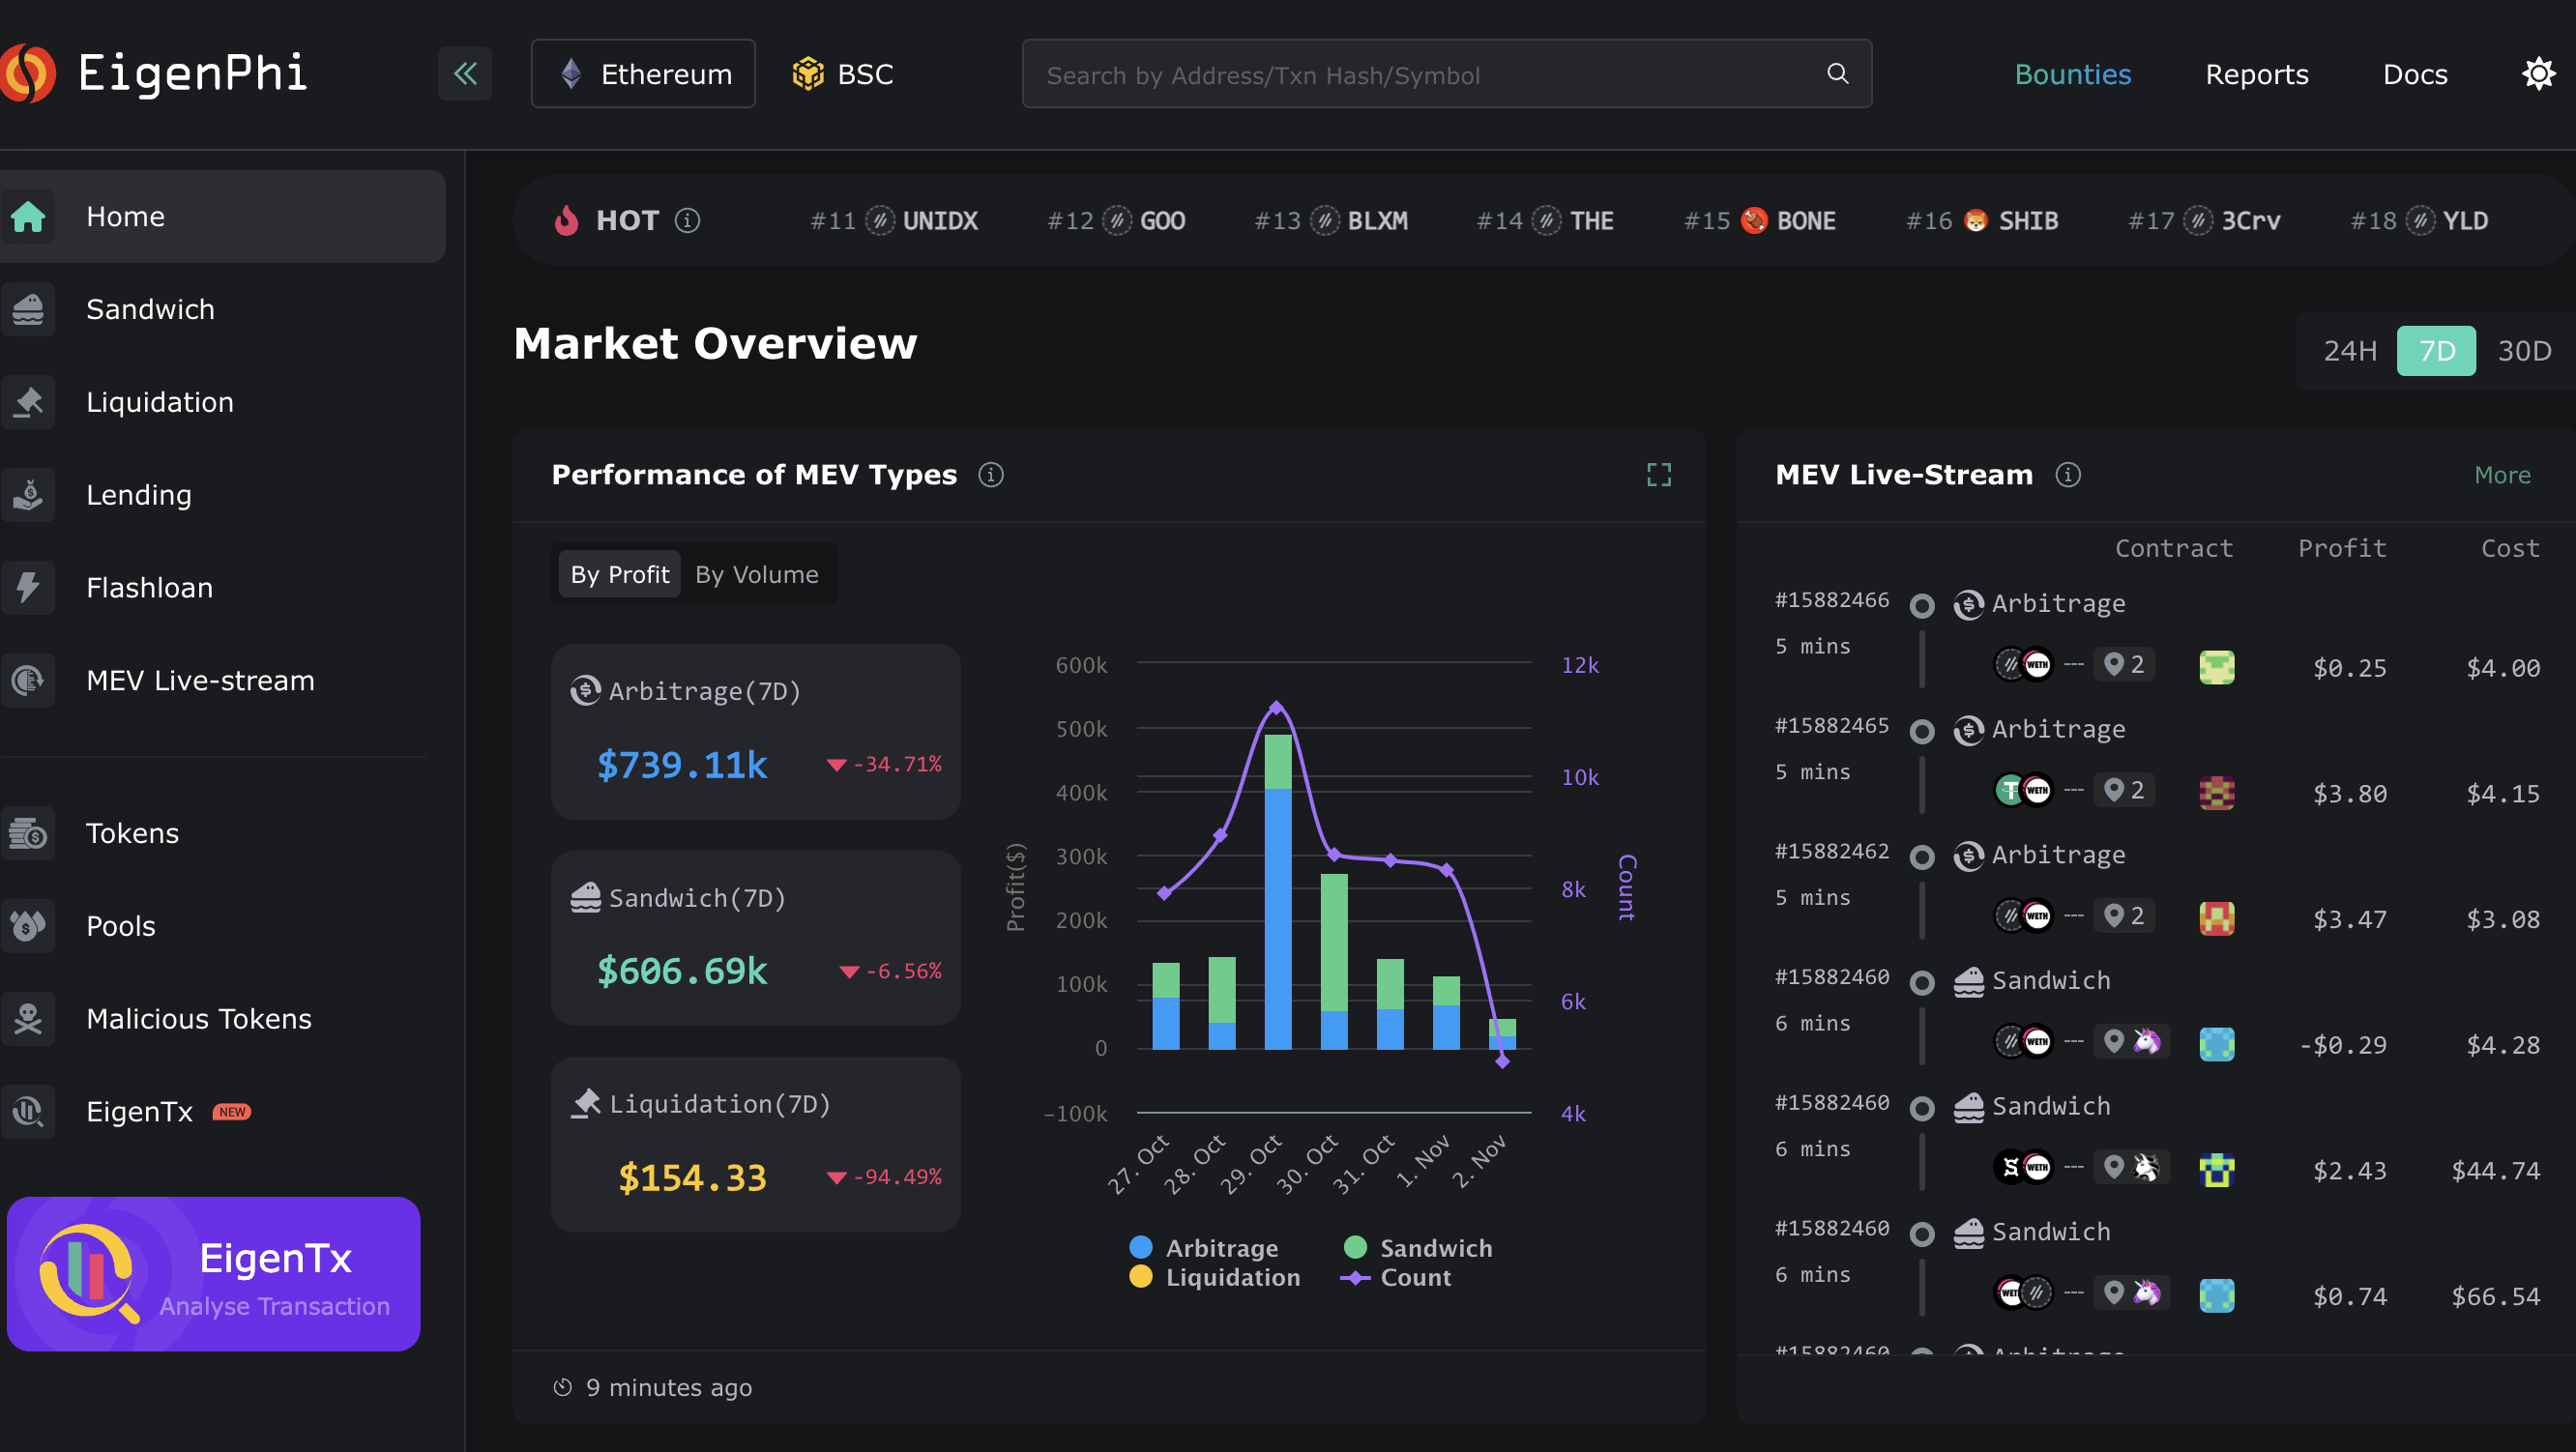 EigenPhi
Ethereum
BSC
Search by Address/Txn Hash/Symbol
Bounties
Reports
Docs
Home
Sandwich
Liquidation
Lending
Flashloan
MEV Live-stream
Tokens
Pools
Malicious Tokens
EigenTx NEW
EigenTx
Analyse Transaction
HOT #11 UNIDX #12 GOO #13 BLXM #14 THE #15 BONE #16 SHIB #17 3Crv #18 YLD
Market Overview
24H 7D 30D
Performance of MEV Types
By Profit By Volume
Arbitrage(7D)
$739.11k -34.71%
Sandwich(7D)
$606.69k -6.56%
Liquidation(7D)
$154.33 -94.49%
Profit($)
600k
500k
400k
300k
200k
100k
0
-100k
12k
10k
8k
6k
4k
Count
27. Oct 28. Oct 29. Oct 30. Oct 31. Oct 1. Nov 2. Nov
Arbitrage Sandwich
Liquidation Count
9 minutes ago
MEV Live-Stream More
Contract Profit Cost
#15882466 Arbitrage
5 mins WETH --- 2 $0.25 $4.00
#15882465 Arbitrage
5 mins WETH --- 2 $3.80 $4.15
#15882462 Arbitrage
5 mins WETH --- 2 $3.47 $3.08
#15882460 Sandwich
6 mins WETH --- -$0.29 $4.28
#15882460 Sandwich
6 mins WETH --- $2.43 $44.74
#15882460 Sandwich
6 mins WET --- $0.74 $66.54
#15882460 Arbitrage